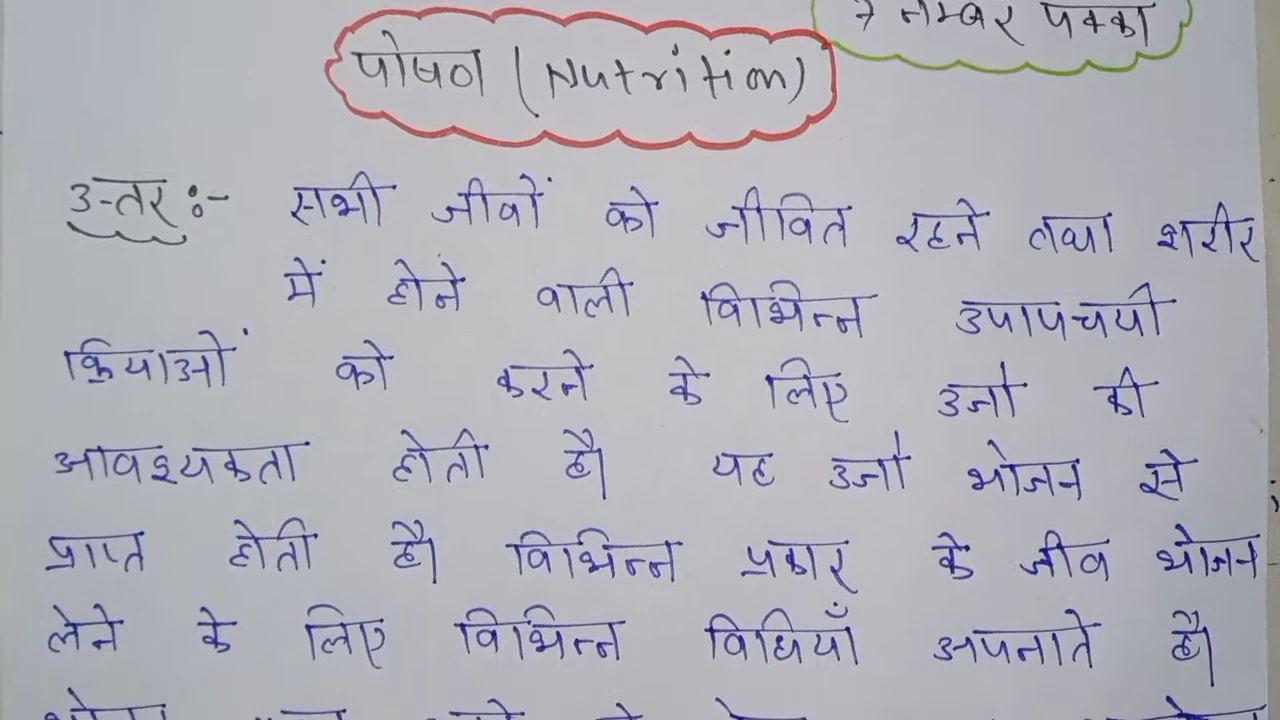 7 नम्बर पक्का
पोषण (Nutrition)
उत्तर:- सभी जीवों को जीवित रहने तथा शरीर
में होने वाली विभिन्न उपापचयी
क्रियाओं को करने के लिए उर्जा की
आवश्यकता होती है। यह उर्जा भोजन से
प्राप्त होती है। विभिन्न प्रकार के जीव भोजन
लेने के लिए विभिन्न विधियाँ अपनाते है।